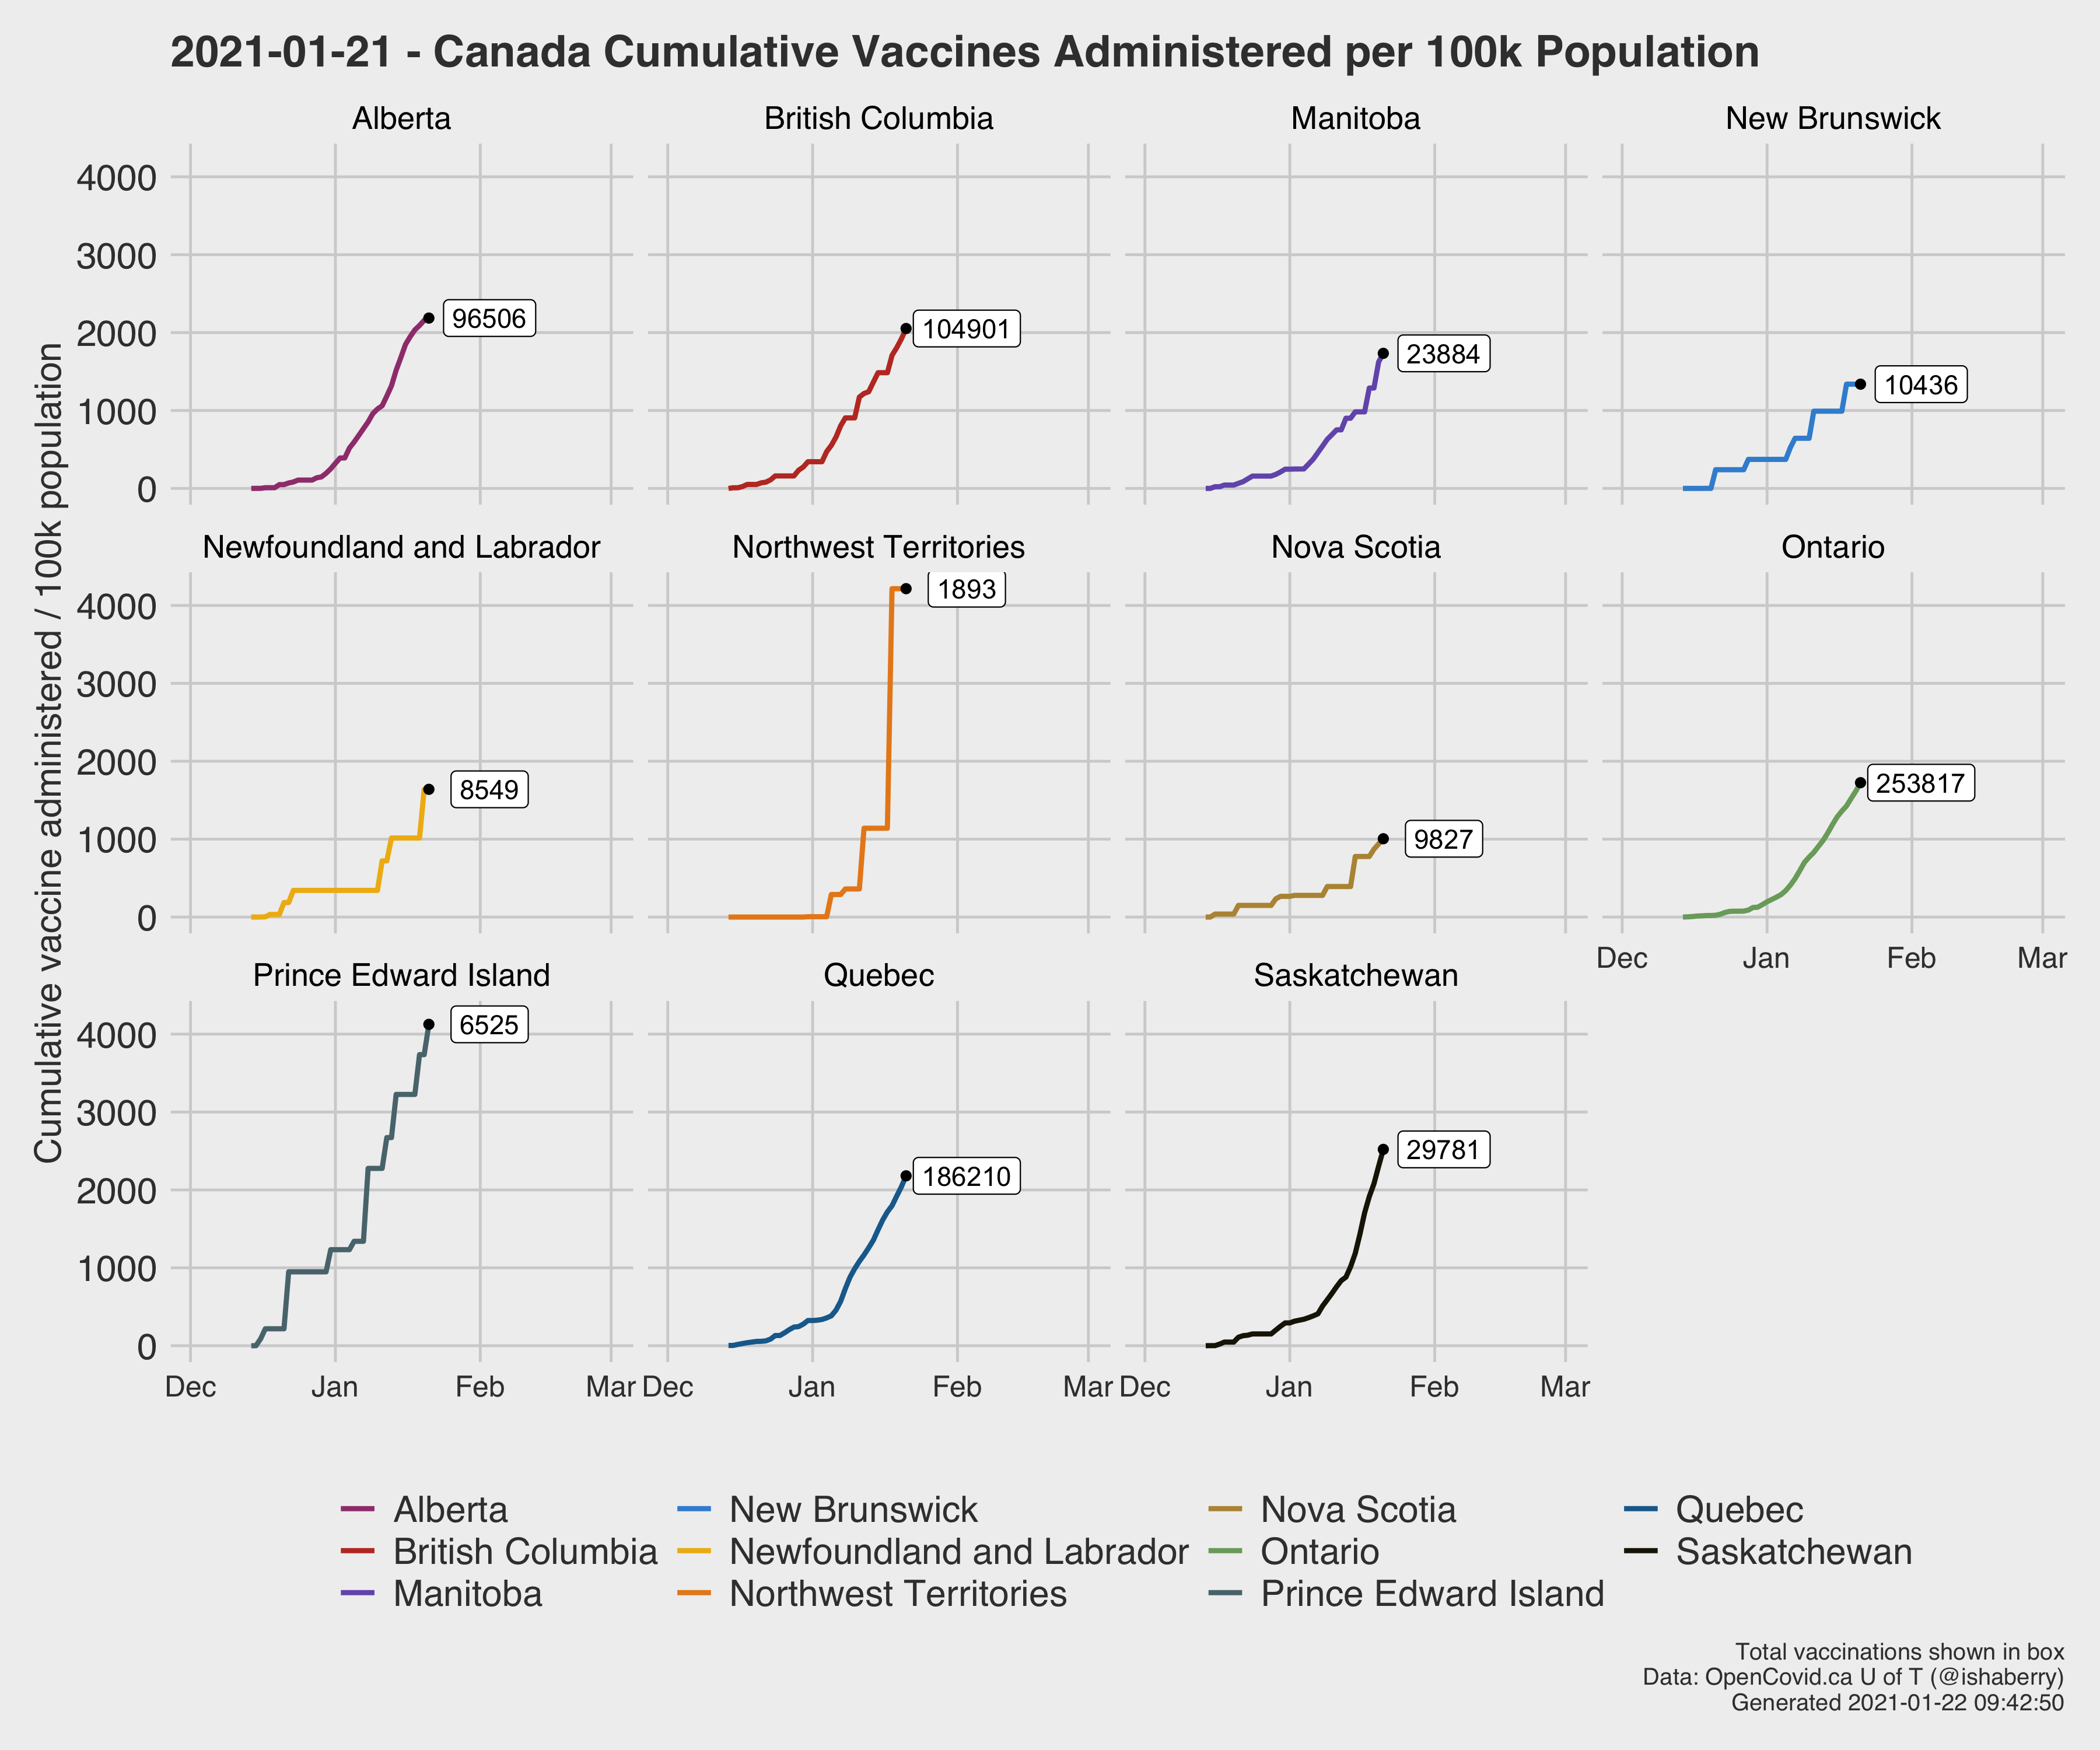 2021-01-21 - Canada Cumulative Vaccines Administered per 100k Population
Cumulative vaccine administered / 100k population
Alberta
British Columbia
Manitoba
New Brunswick
4000
3000
2000
1000
0
96506
104901
23884
10436
Newfoundland and Labrador
Northwest Territories
Nova Scotia
Ontario
4000
3000
2000
1000
0
8549
1893
9827
253817
Dec Jan Feb Mar
Prince Edward Island
Quebec
Saskatchewan
4000
3000
2000
1000
0
6525
186210
29781
Dec Jan Feb Mar
Dec Jan Feb Mar
Dec Jan Feb Mar
Alberta
British Columbia
Manitoba
New Brunswick
Newfoundland and Labrador
Northwest Territories
Nova Scotia
Ontario
Prince Edward Island
Quebec
Saskatchewan
Total vaccinations shown in box
Data: OpenCovid.ca U of T (@ishaberry)
Generated 2021-01-22 09:42:50